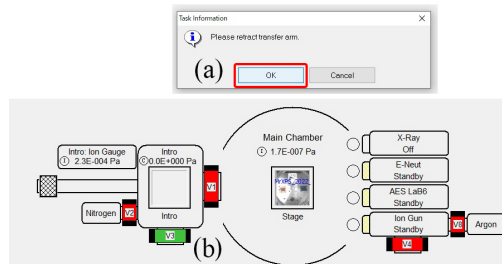 Task Information
Please retract transfer arm.
OK
Cancel
(a)
Intro: Ion Gauge
I 2.3E-004 Pa
Intro
C 0.0E+000 Pa
V1
Nitrogen
V2
Intro
V3
(b)
Main Chamber
I 1.7E-007 Pa
Stage
X-Ray
Off
E-Neut
Standby
AES LaB6
Standby
Ion Gun
Standby
V4
V8
Argon